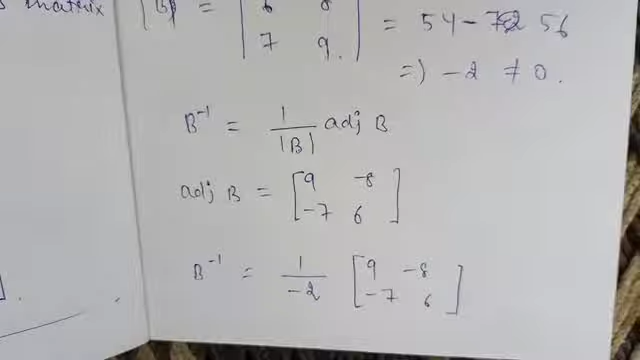 matrix |B| = | 6 8 | = 54 - 56
| 7 9. | => -2 ≠ 0.
B⁻¹ = 1/|B| adj B
adj B = [ 9 -8
-7 6 ]
B⁻¹ = 1/-2 [ 9 -8
-7 6 ]